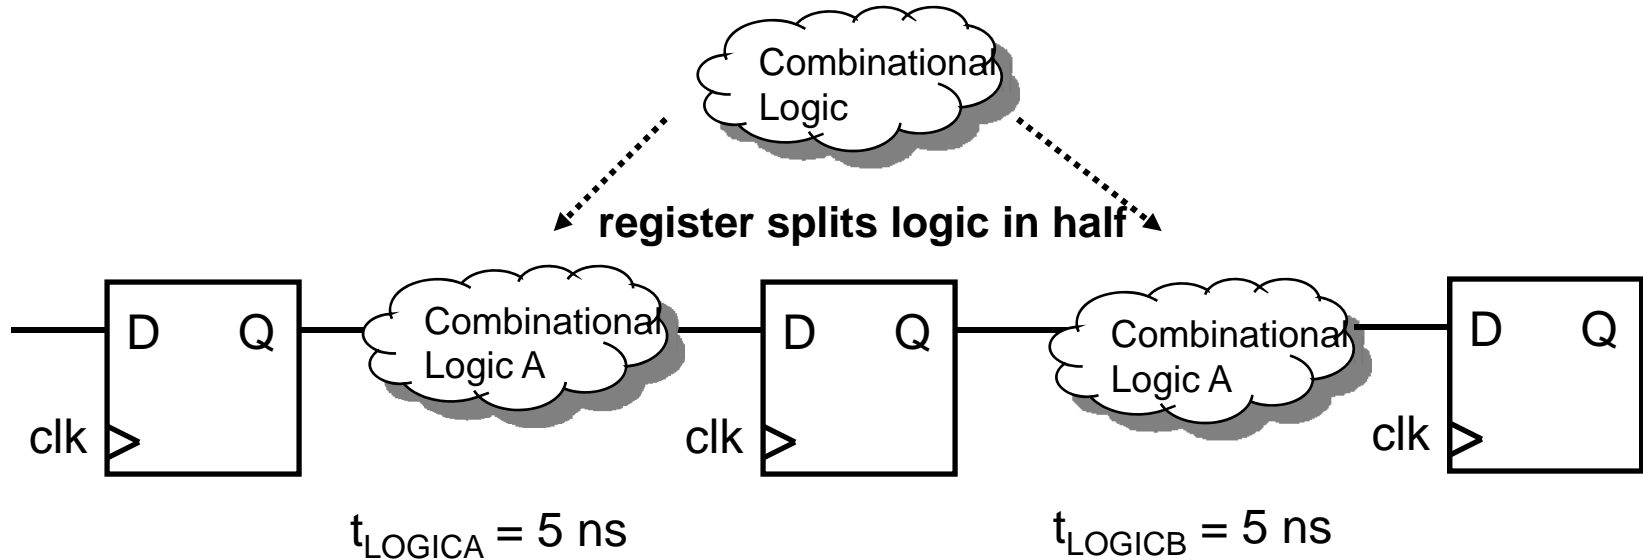 Combinational
Logic
register splits logic in half
D Q
Combinational
Logic A
D Q
Combinational
Logic A
D Q
clk
clk
clk
tLOGICA = 5 ns
tLOGICB = 5 ns